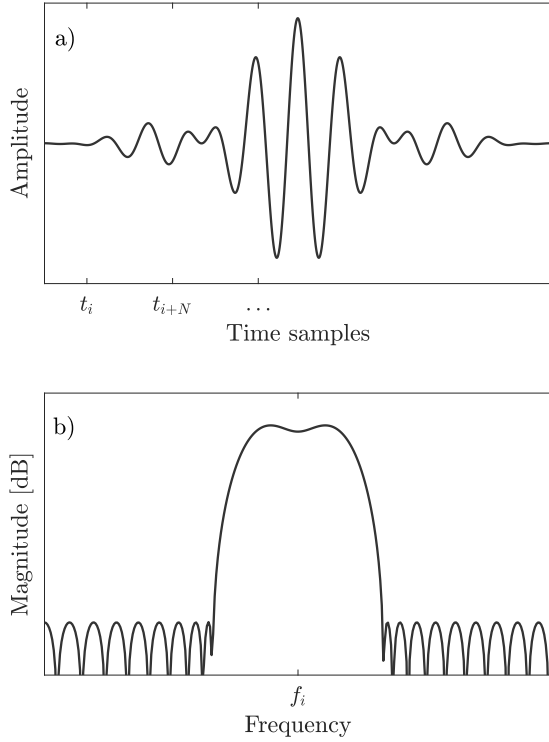 a)
Amplitude
t_i t_{i+N} ...
Time samples
b)
Magnitude [dB]
f_i
Frequency